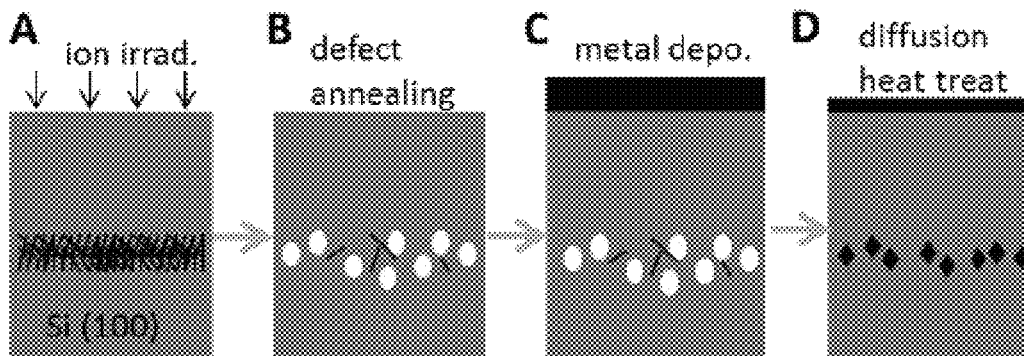 A
ion irrad.
Si (100)
B
defect
annealing
C
metal depo.
D
diffusion
heat treat